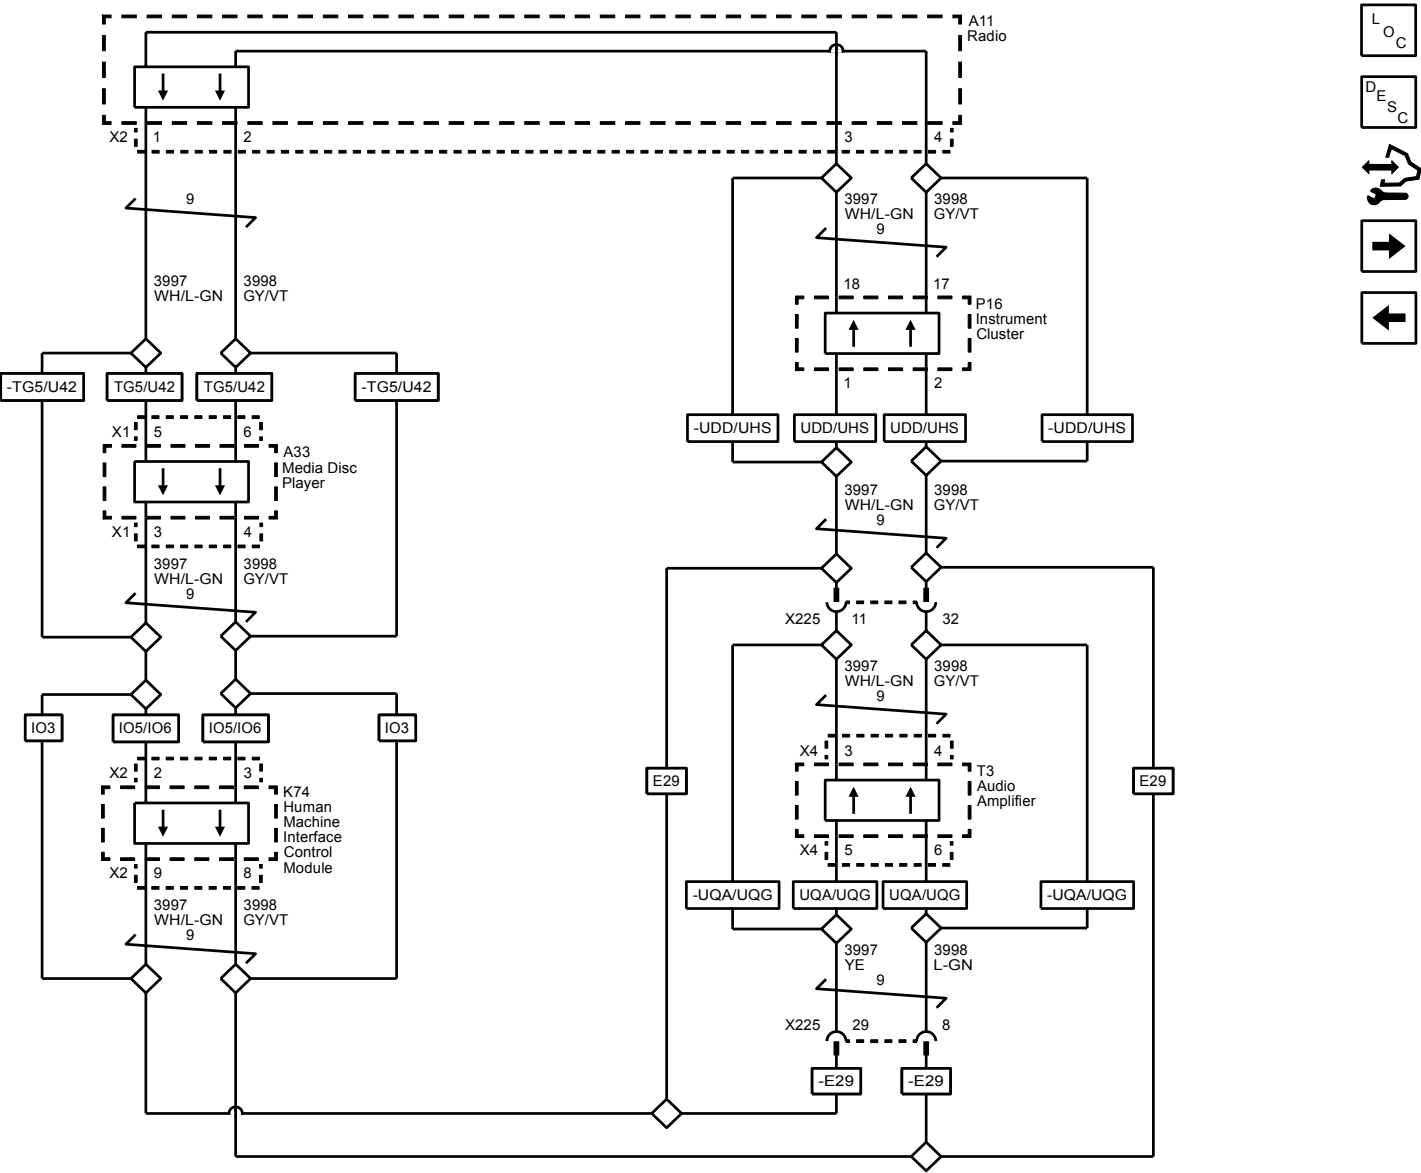 A11
Radio
X2 1 2 3 4
9
3997
WH/L-GN
3998
GY/VT
-TG5/U42
TG5/U42
TG5/U42
-TG5/U42
X1 5 6
A33
Media Disc
Player
X1 3 4
3997
WH/L-GN
3998
GY/VT
9
IO3
IO5/IO6
IO5/IO6
IO3
X2 2 3
K74
Human
Machine
Interface
Control
Module
X2 9 8
3997
WH/L-GN
3998
GY/VT
9
3997
WH/L-GN
3998
GY/VT
9
18 17
P16
Instrument
Cluster
1 2
-UDD/UHS
UDD/UHS
UDD/UHS
-UDD/UHS
3997
WH/L-GN
3998
GY/VT
9
X225 11 32
3997
WH/L-GN
3998
GY/VT
9
X4 3 4
E29
T3
Audio
Amplifier
E29
X4 5 6
-UQA/UQG
UQA/UQG
UQA/UQG
-UQA/UQG
3997
YE
3998
L-GN
9
X225 29 8
-E29
-E29
LOC
DESC